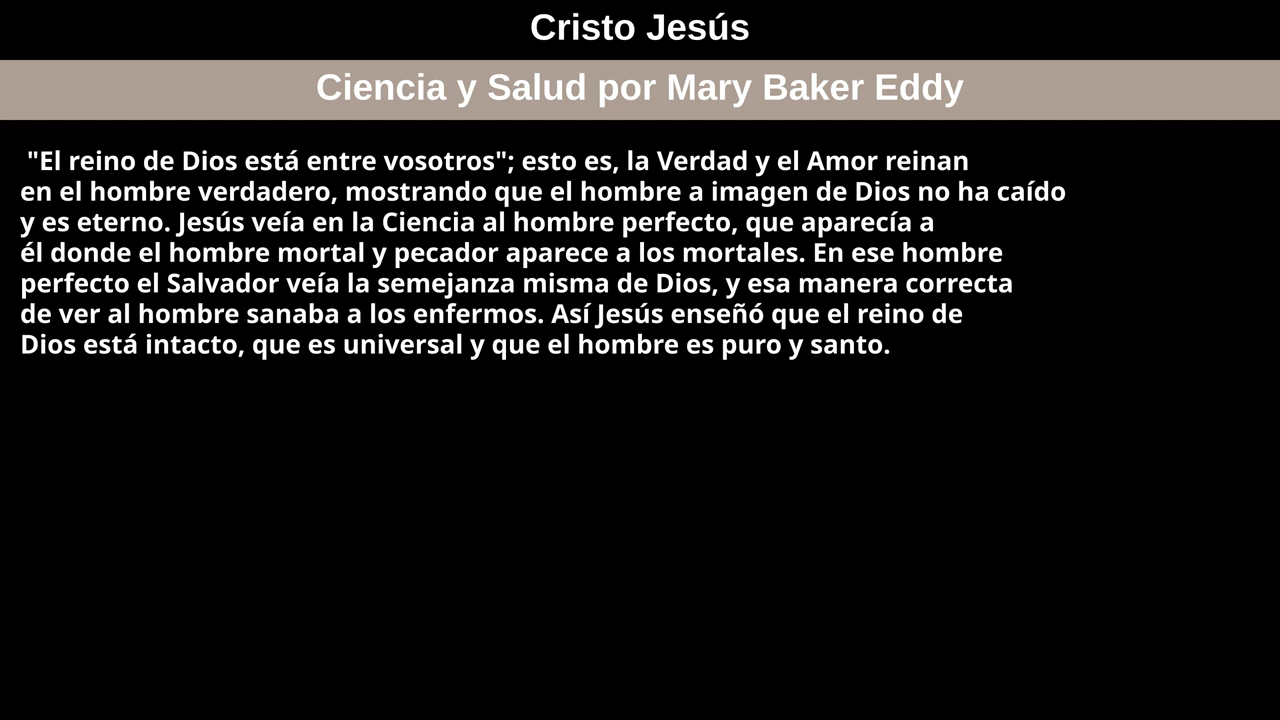 Cristo Jesús
Ciencia y Salud por Mary Baker Eddy
"El reino de Dios está entre vosotros"; esto es, la Verdad y el Amor reinan
en el hombre verdadero, mostrando que el hombre a imagen de Dios no ha caído
y es eterno. Jesús veía en la Ciencia al hombre perfecto, que aparecía a
él donde el hombre mortal y pecador aparece a los mortales. En ese hombre
perfecto el Salvador veía la semejanza misma de Dios, y esa manera correcta
de ver al hombre sanaba a los enfermos. Así Jesús enseñó que el reino de
Dios está intacto, que es universal y que el hombre es puro y santo.